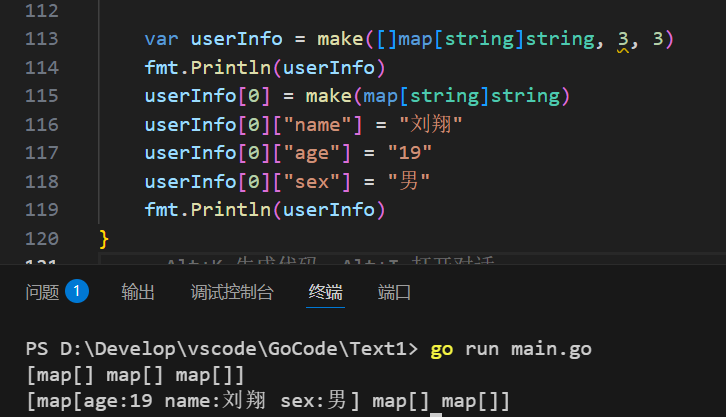 112
113 var userInfo = make([]map[string]string, 3, 3)
114 fmt.Println(userInfo)
115 userInfo[0] = make(map[string]string)
116 userInfo[0]["name"] = "刘翔"
117 userInfo[0]["age"] = "19"
118 userInfo[0]["sex"] = "男"
119 fmt.Println(userInfo)
120 }
121 Alt+K 生成代码 Alt+I 打开对话
问题 1 输出 调试控制台 终端 端口
PS D:\Develop\vscode\GoCode\Text1> go run main.go
[map[] map[] map[]]
[map[age:19 name:刘翔 sex:男] map[] map[]]